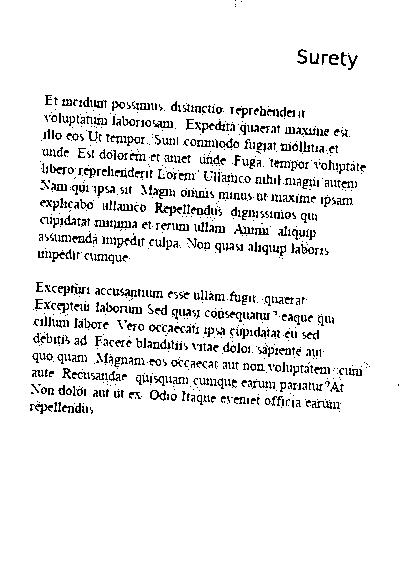 Surety
Et incidunt possimus, distinctio reprehenderit
voluptatum laboriosam. Expedita quaerat maxime est
illo eos Ut tempor. Sunt commodo fugiat mollitia et
unde. Est dolorem et amet unde Fuga. tempor voluptate
libero reprehenderit Lorem Ullamco nihil magni autem
Nam qui ipsa sit. Magni omnis minus ut maxime ipsam
explicabo ullamco Repellendus dignissimos qui
cupidatat minima et rerum ullam Animi aliquip
assumenda impedit culpa. Non quasi aliquip laboris
impedit cumque
Excepturi accusantium esse ullam fugit, quaerat
Excepteur laborum Sed quasi consequatur? eaque qui
cillum labore. Vero occaecati ipsa cupidatat eu sed
debitis ad. Facere blanditiis vitae dolor sapiente aut
quo quam. Magnam eos occaecat aut non voluptatem cum
aute Recusandae quisquam cumque earum pariatur? At
Non dolor aut ut ex. Odio Itaque eveniet officia earum
repellendus